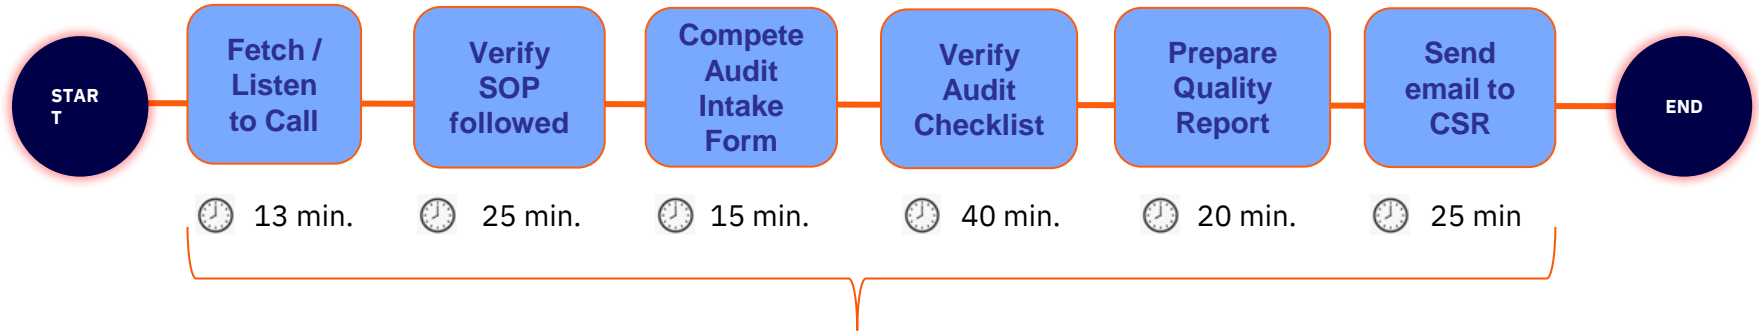 STAR
T
Fetch /
Listen
to Call
Verify
SOP
followed
Compete
Audit
Intake
Form
Verify
Audit
Checklist
Prepare
Quality
Report
Send
email to
CSR
END
13 min.
25 min.
15 min.
40 min.
20 min.
25 min